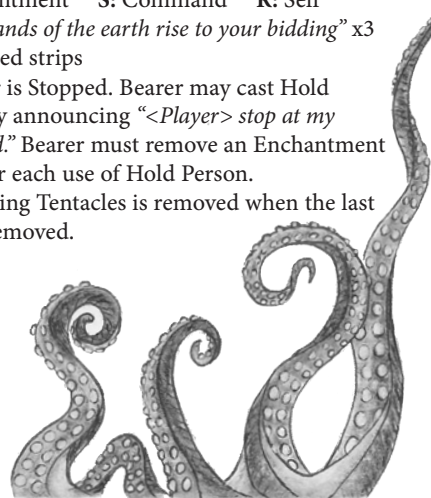 ntment S: Command R: Self
ands of the earth rise to your bidding” x3
ed strips
is Stopped. Bearer may cast Hold
y announcing “<Player> stop at my
d.” Bearer must remove an Enchantment
r each use of Hold Person.
ing Tentacles is removed when the last
emoved.